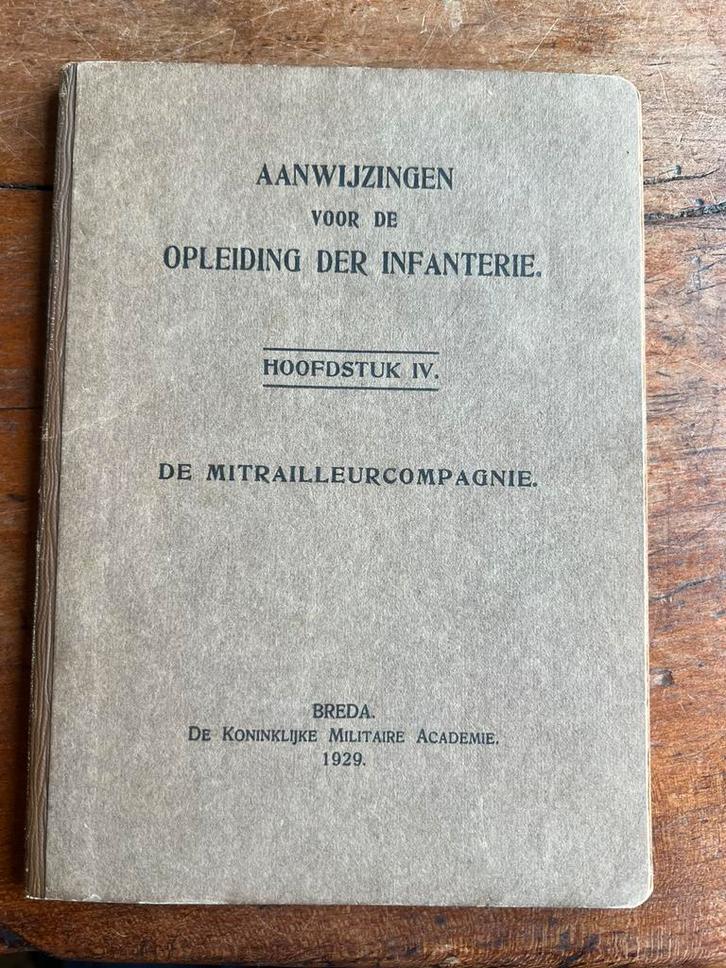 AANWIJZINGEN
VOOR DE
OPLEIDING DER INFANTERIE.
HOOFDSTUK IV.
DE MITRAILLEURCOMPAGNIE.
BREDA.
DE KONINKLIJKE MILITAIRE ACADEMIE.
1929.